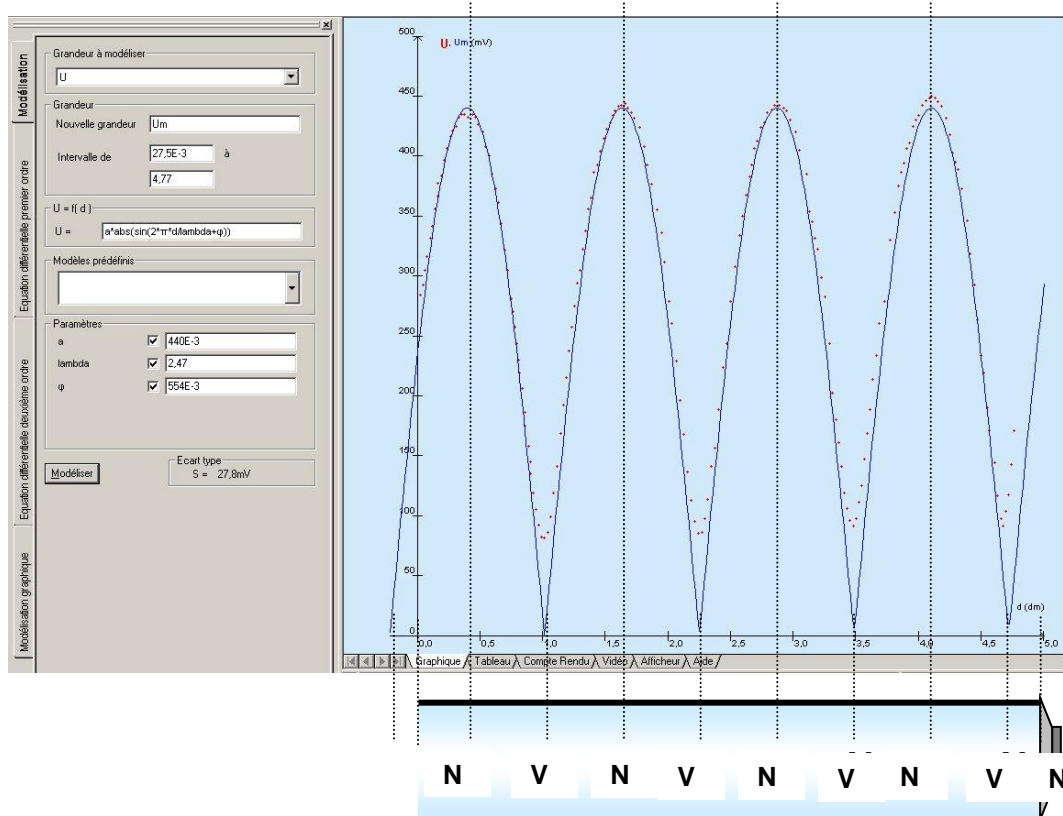 Modélisation
Equation différentielle premier ordre
Equation différentielle deuxième ordre
Modélisation graphique
Grandeur à modéliser
U
Grandeur
Nouvelle grandeur Um
Intervalle de 27,5E-3 à
4,77
U = f( d )
U = a*abs(sin(2*π*d/lambda+φ))
Modèles prédéfinis
Paramètres
a 440E-3
lambda 2,47
φ 554E-3
Modéliser
Ecart type
S = 27,8mV
U, Um (mV)
500
450
400
350
300
250
200
150
100
50
0
d (dm)
0,0 0,5 1,0 1,5 2,0 2,5 3,0 3,5 4,0 4,5 5,0
Graphique Tableau Compte Rendu Vidéo Afficheur Aide
N V N V N V N V N